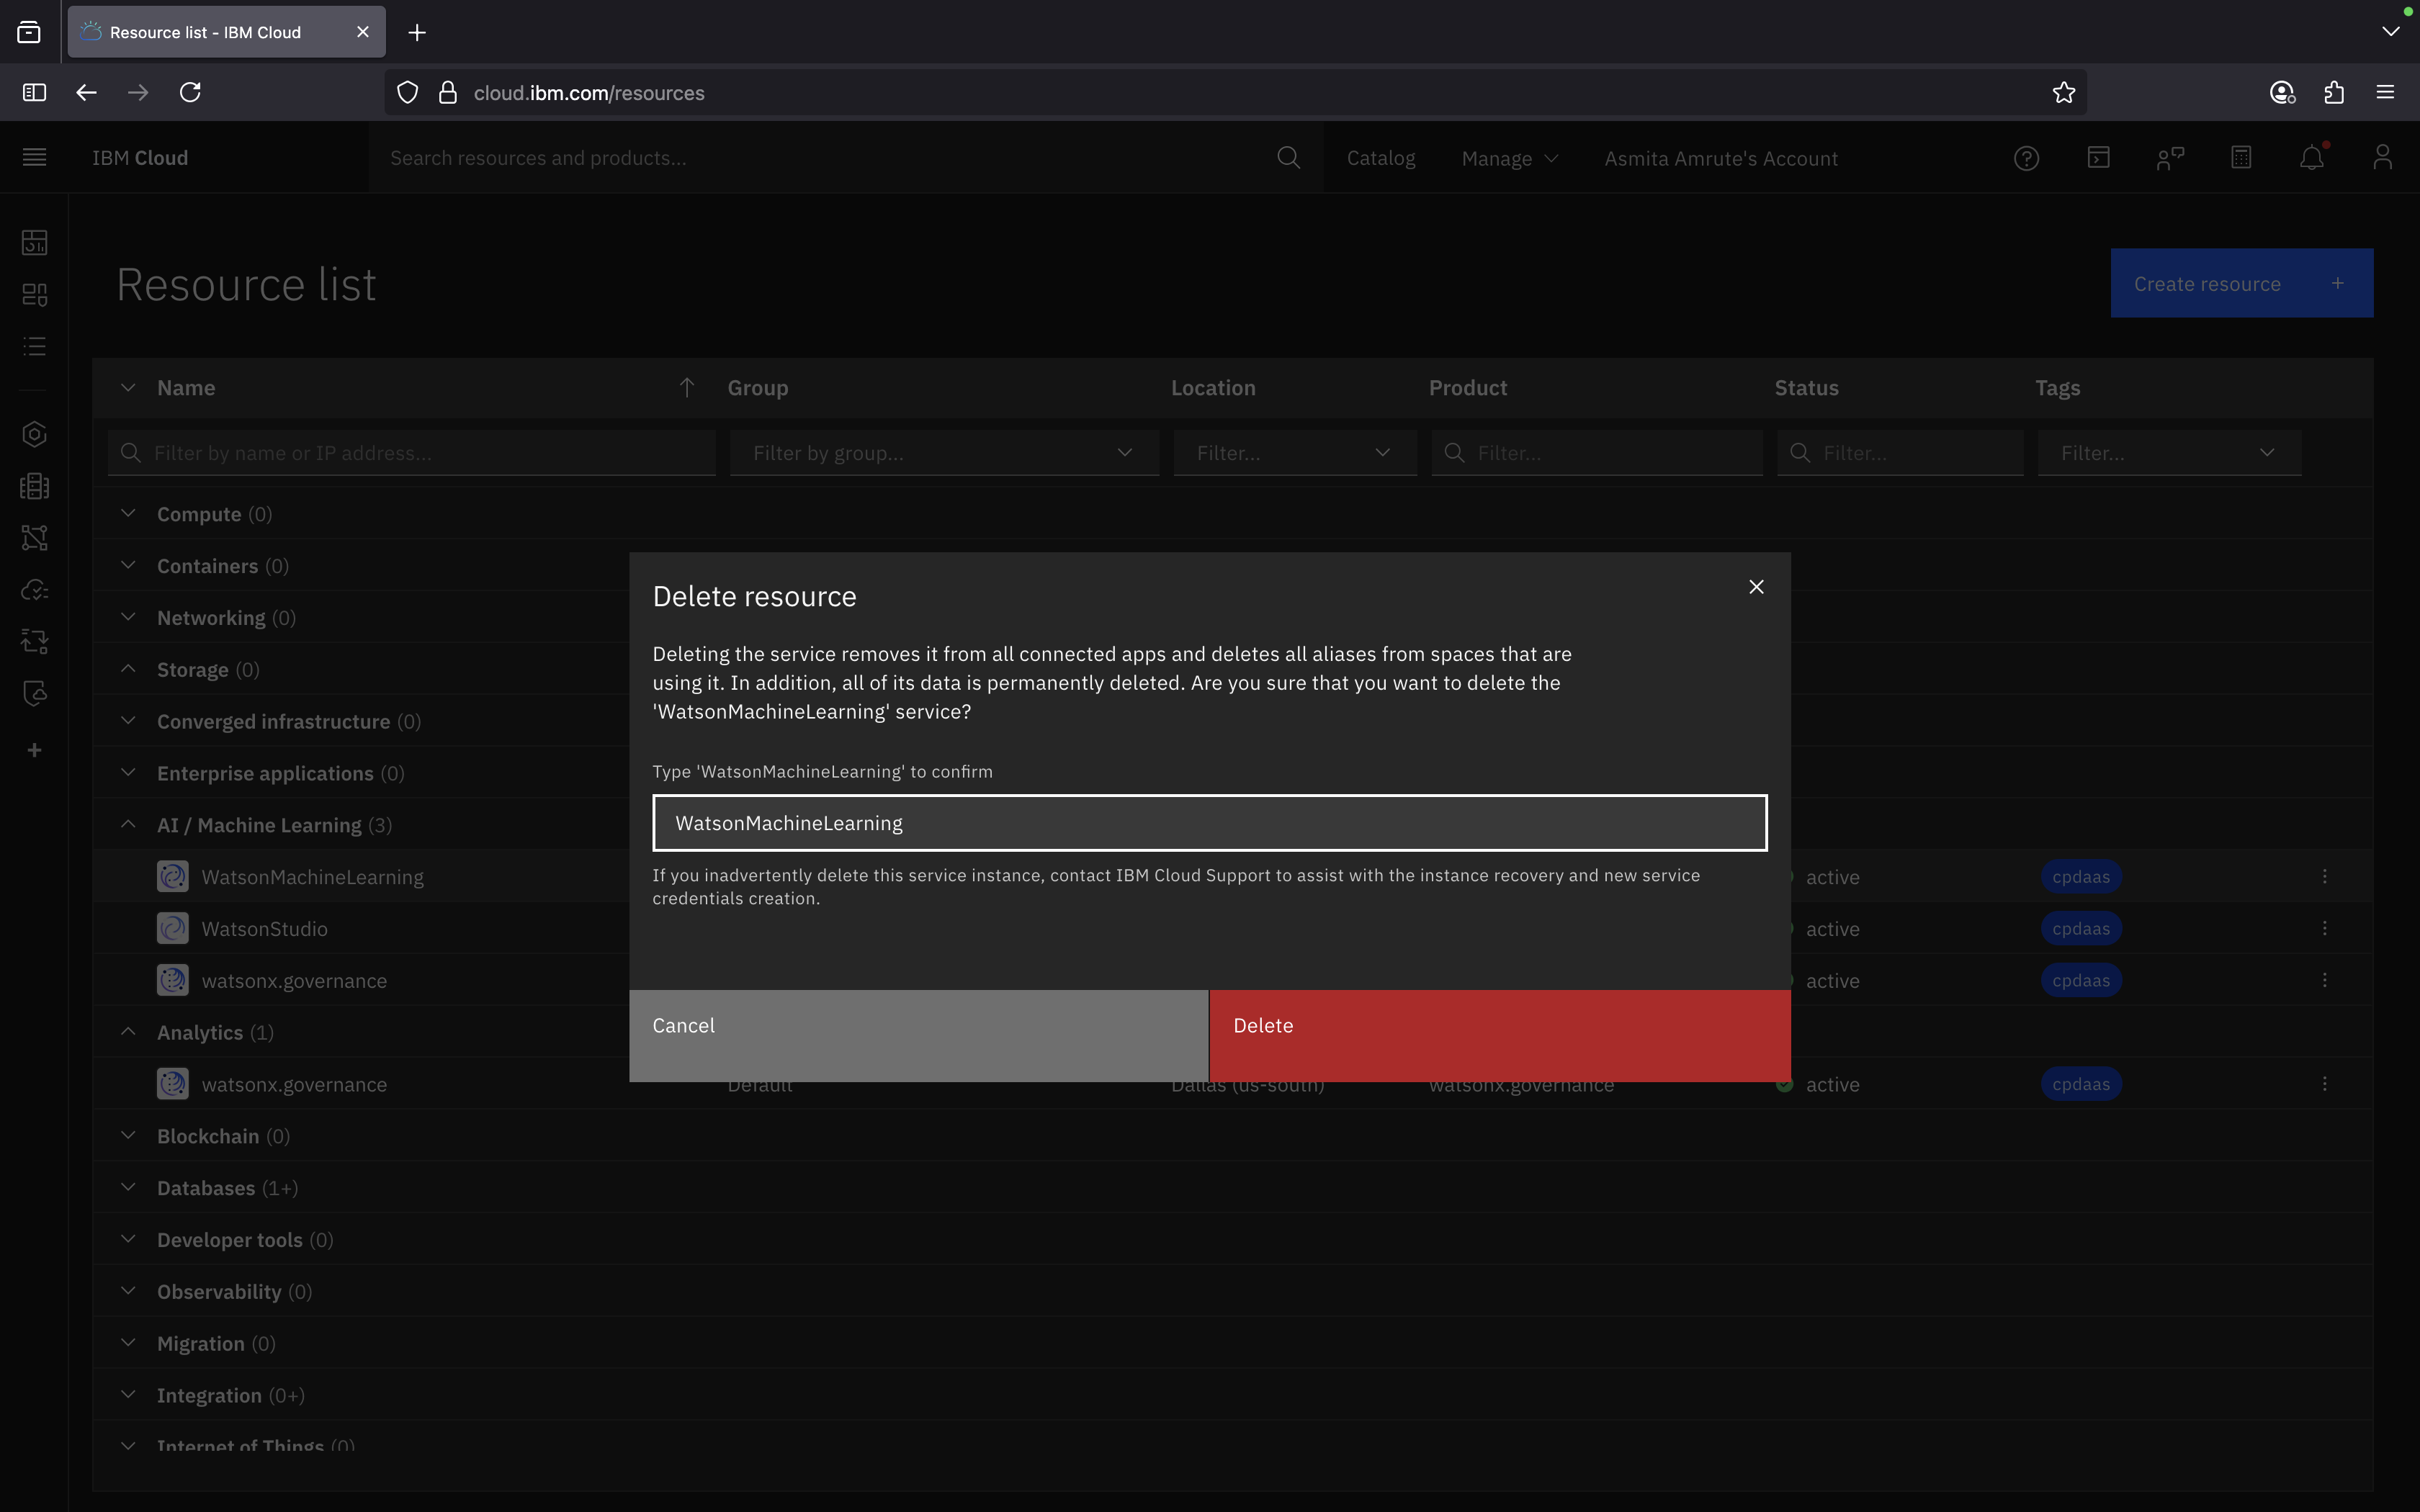 Resource list - IBM Cloud
cloud.ibm.com/resources
IBM Cloud
Search resources and products...
Catalog
Manage
Asmita Amrute's Account
Resource list
Create resource
Name
Group
Location
Product
Status
Tags
Filter by name or IP address...
Filter by group...
Filter...
Filter...
Filter...
Filter...
Compute (0)
Containers (0)
Networking (0)
Storage (0)
Converged infrastructure (0)
Enterprise applications (0)
AI / Machine Learning (3)
WatsonMachineLearning
active
cpdaas
WatsonStudio
active
cpdaas
watsonx.governance
active
cpdaas
Analytics (1)
watsonx.governance
Default
Dallas (us-south)
watsonx.governance
active
cpdaas
Blockchain (0)
Databases (1+)
Developer tools (0)
Observability (0)
Migration (0)
Integration (0+)
Internet of Things (0)
Delete resource
Deleting the service removes it from all connected apps and deletes all aliases from spaces that are
using it. In addition, all of its data is permanently deleted. Are you sure that you want to delete the
'WatsonMachineLearning' service?
Type 'WatsonMachineLearning' to confirm
WatsonMachineLearning
If you inadvertently delete this service instance, contact IBM Cloud Support to assist with the instance recovery and new service
credentials creation.
Cancel
Delete